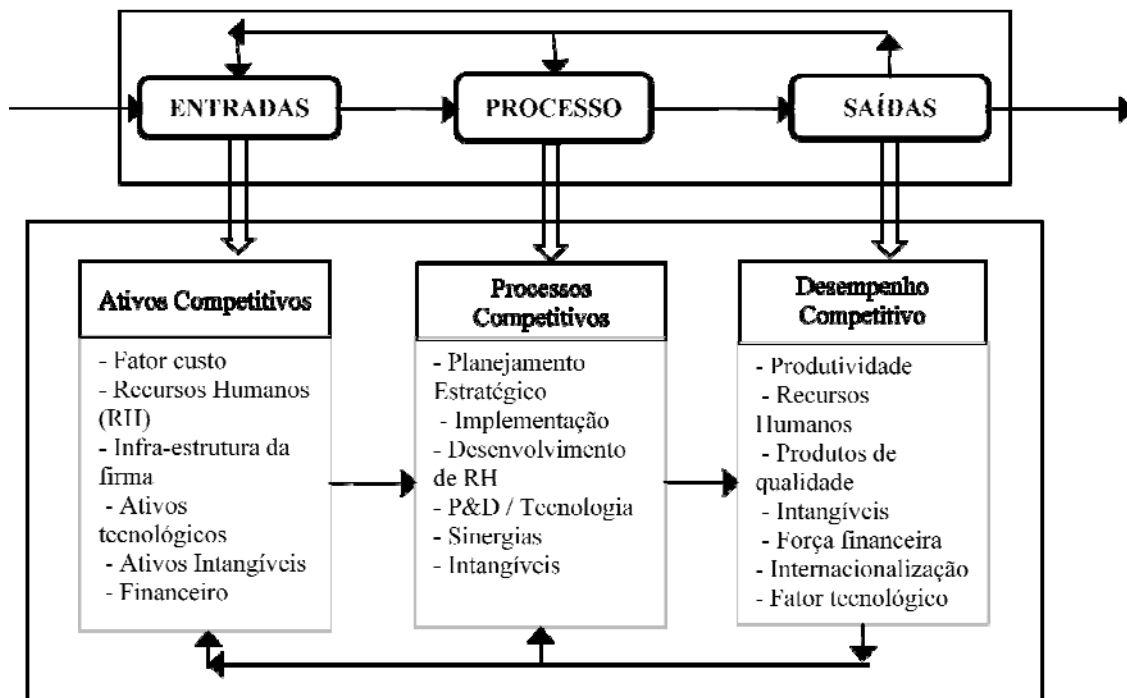 ENTRADAS
PROCESSO
SAÍDAS
Ativos Competitivos
- Fator custo
- Recursos Humanos
(RH)
- Infra-estrutura da
firma
- Ativos
tecnológicos
- Ativos Intangíveis
- Financeiro
Processos
Competitivos
- Planejamento
Estratégico
- Implementação
- Desenvolvimento
de RH
- P&D / Tecnologia
- Sinergias
- Intangíveis
Desempenho
Competitivo
- Produtividade
- Recursos
Humanos
- Produtos de
qualidade
- Intangíveis
- Força financeira
- Internacionalização
- Fator tecnológico